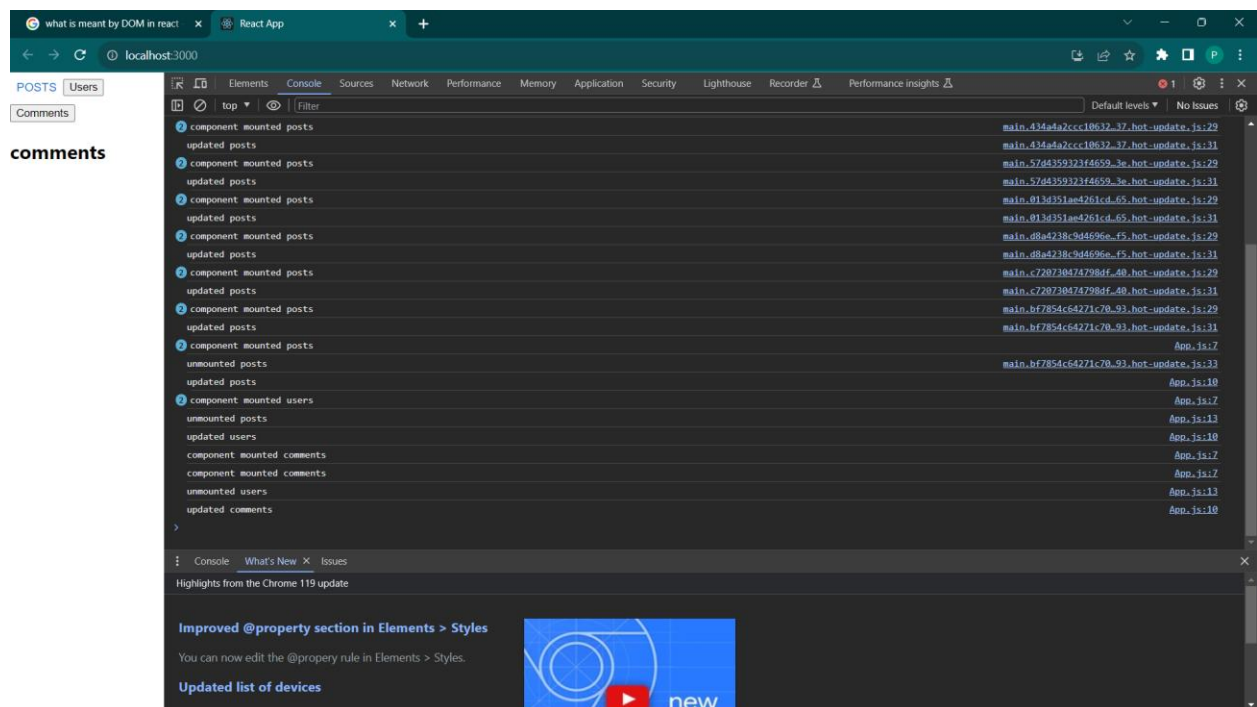 what is meant by DOM in react
React App
localhost:3000
P
POSTS Users
Comments
comments
Elements Console Sources Network Performance Memory Application Security Lighthouse Recorder Performance insights 1
top Filter Default levels No Issues
2 component mounted posts main.434a4a2ccc10632…37.hot-update.js:29
updated posts main.434a4a2ccc10632…37.hot-update.js:31
2 component mounted posts main.57d4359323f4659…3e.hot-update.js:29
updated posts main.57d4359323f4659…3e.hot-update.js:31
2 component mounted posts main.013d351ae4261cd…65.hot-update.js:29
updated posts main.013d351ae4261cd…65.hot-update.js:31
2 component mounted posts main.d8a4238c9d4696e…f5.hot-update.js:29
updated posts main.d8a4238c9d4696e…f5.hot-update.js:31
2 component mounted posts main.c720730474798df…40.hot-update.js:29
updated posts main.c720730474798df…40.hot-update.js:31
2 component mounted posts main.bf7854c64271c70…93.hot-update.js:29
updated posts main.bf7854c64271c70…93.hot-update.js:31
2 component mounted posts App.js:7
unmounted posts main.bf7854c64271c70…93.hot-update.js:33
updated posts App.js:10
2 component mounted users App.js:7
unmounted posts App.js:13
updated users App.js:10
component mounted comments App.js:7
component mounted comments App.js:7
unmounted users App.js:13
updated comments App.js:10
Console What's New Issues
Highlights from the Chrome 119 update
Improved @property section in Elements > Styles
You can now edit the @propery rule in Elements > Styles.
Updated list of devices
new